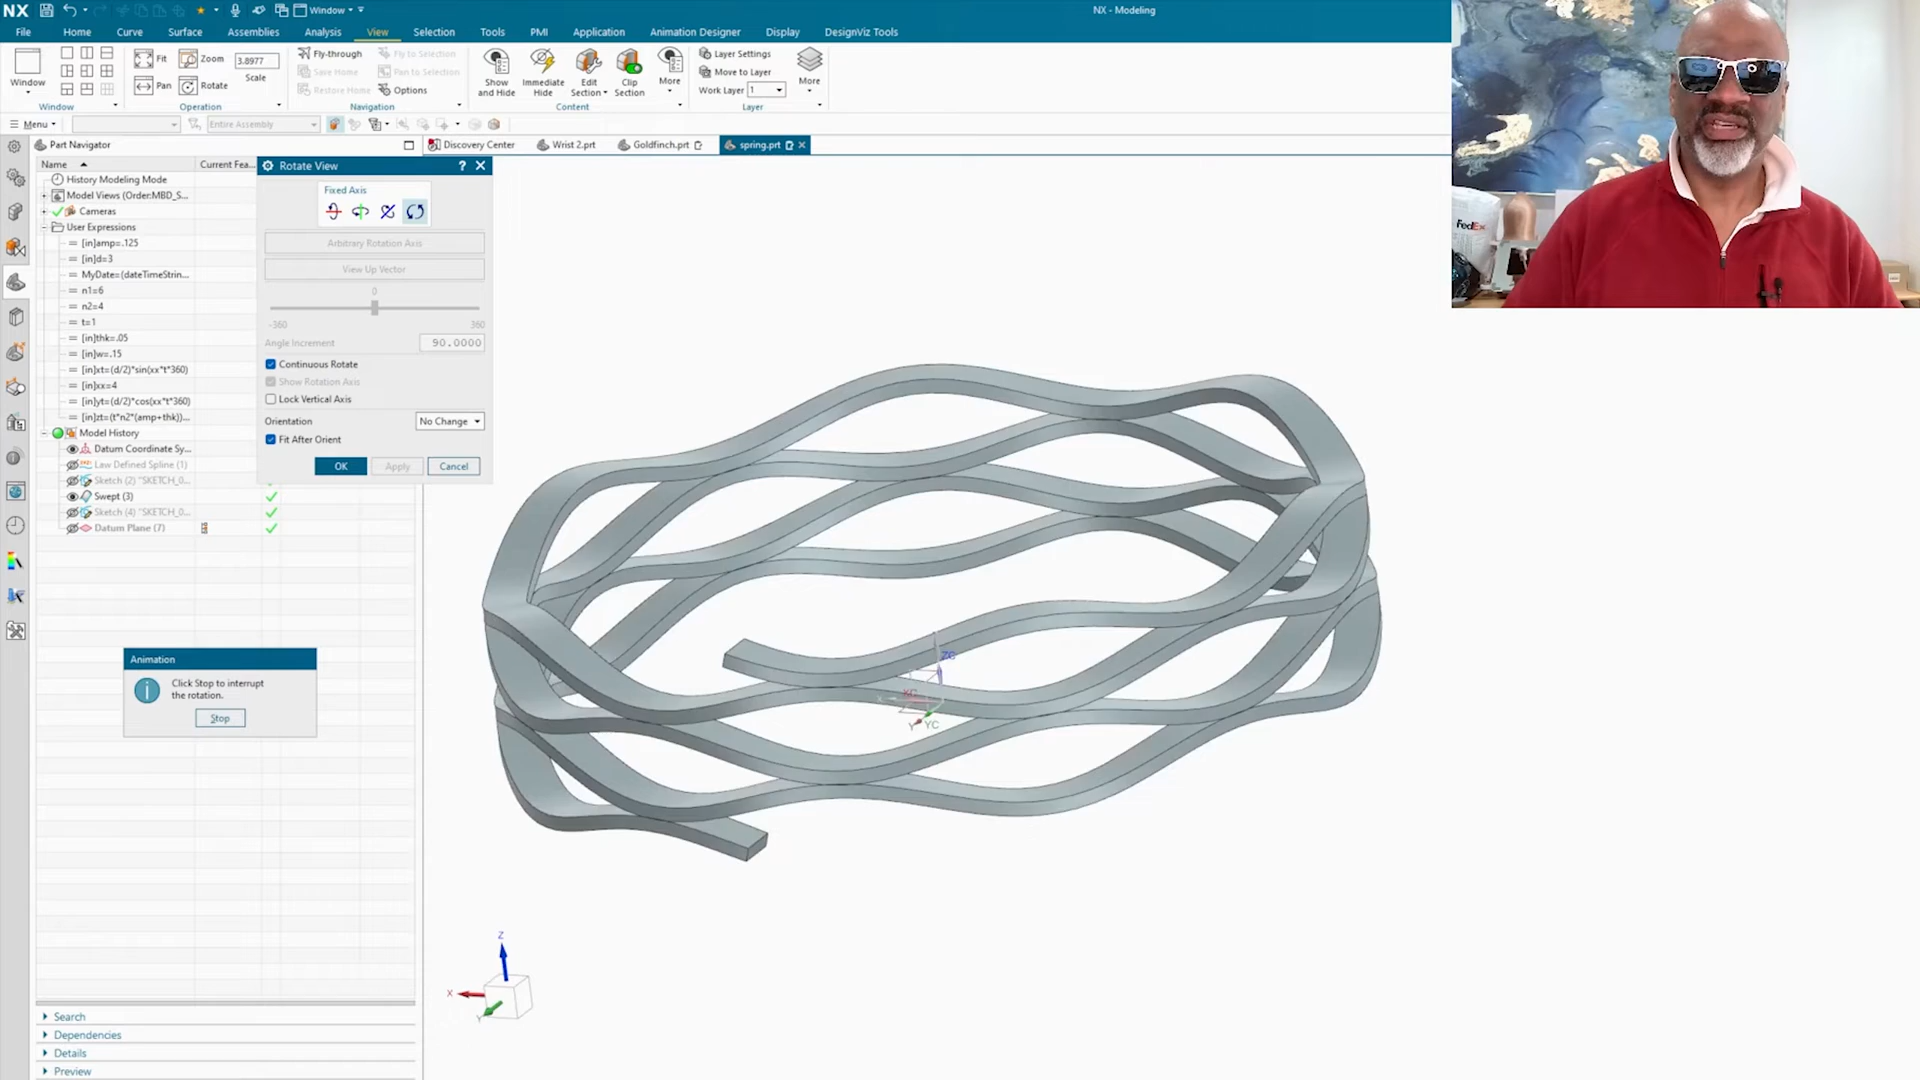 NX
Window
NX - Modeling
File Home Curve Surface Assemblies Analysis View Selection Tools PMI Application Animation Designer Display DesignViz Tools
Window
Fit
Zoom
3.8977
Scale
Pan
Rotate
Fly-through
Fly to Selection
Save Home
Pan to Selection
Restore Home
Options
Show and Hide
Immediate Hide
Edit Section
Clip Section
More
Layer Settings
Move to Layer
Work Layer 1
More
Window Operation Navigation Content Layer
Menu
Entire Assembly
Part Navigator
Discovery Center
Wrist 2.prt
Goldfinch.prt
spring.prt
Name
Current Fea...
History Modeling Mode
Model Views (Order:MBD_S...
Cameras
User Expressions
[in]amp=.125
[in]d=3
MyDate=(dateTimeStrin...
n1=6
n2=4
t=1
[in]thk=.05
[in]w=.15
[in]xt=(d/2)*sin(xx*t*360)
[in]xx=4
[in]yt=(d/2)*cos(xx*t*360)
[in]zt=(t*n2*(amp+thk))...
Model History
Datum Coordinate Sy...
Law Defined Spline (1)
Sketch (2) "SKETCH_0...
Swept (3)
Sketch (4) "SKETCH_0...
Datum Plane (7)
Rotate View
?
Fixed Axis
Arbitrary Rotation Axis
View Up Vector
0
-360 360
Angle Increment 90.0000
Continuous Rotate
Show Rotation Axis
Lock Vertical Axis
Orientation No Change
Fit After Orient
OK Apply Cancel
Animation
Click Stop to interrupt
the rotation.
Stop
ZC
XC
Y YC
Z
X
Y
Search
Dependencies
Details
Preview
FedEx